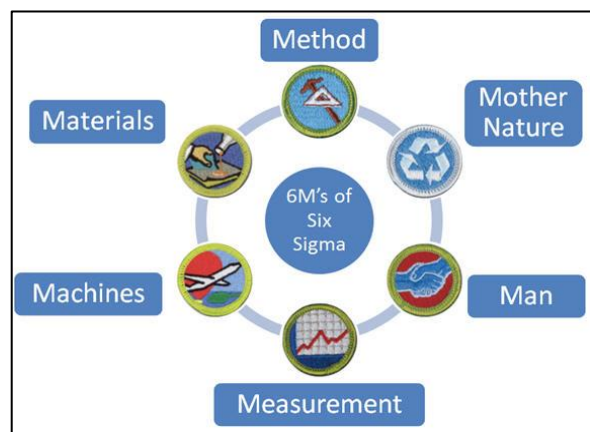 Method
Mother
Nature
Materials
6M's of
Six
Sigma
Machines
Man
Measurement